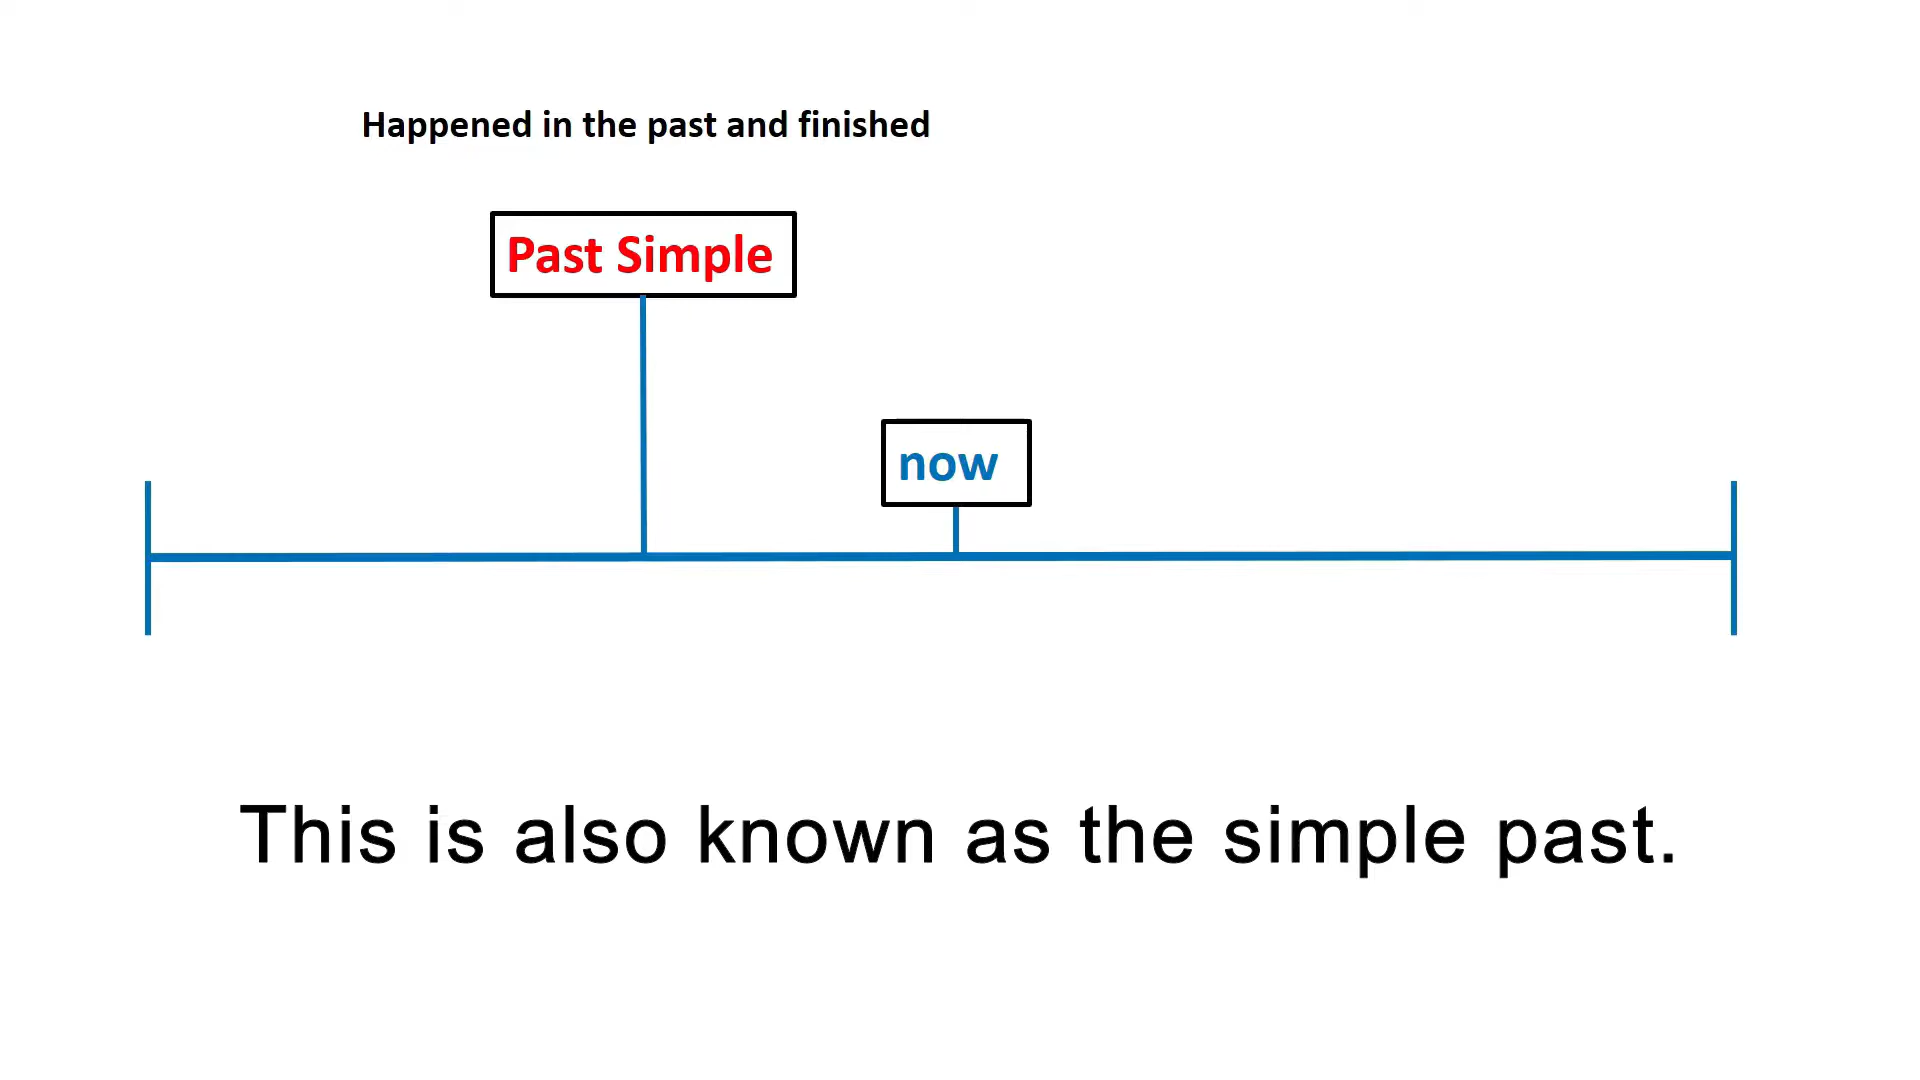 Happened in the past and finished
Past Simple
now
This is also known as the simple past.